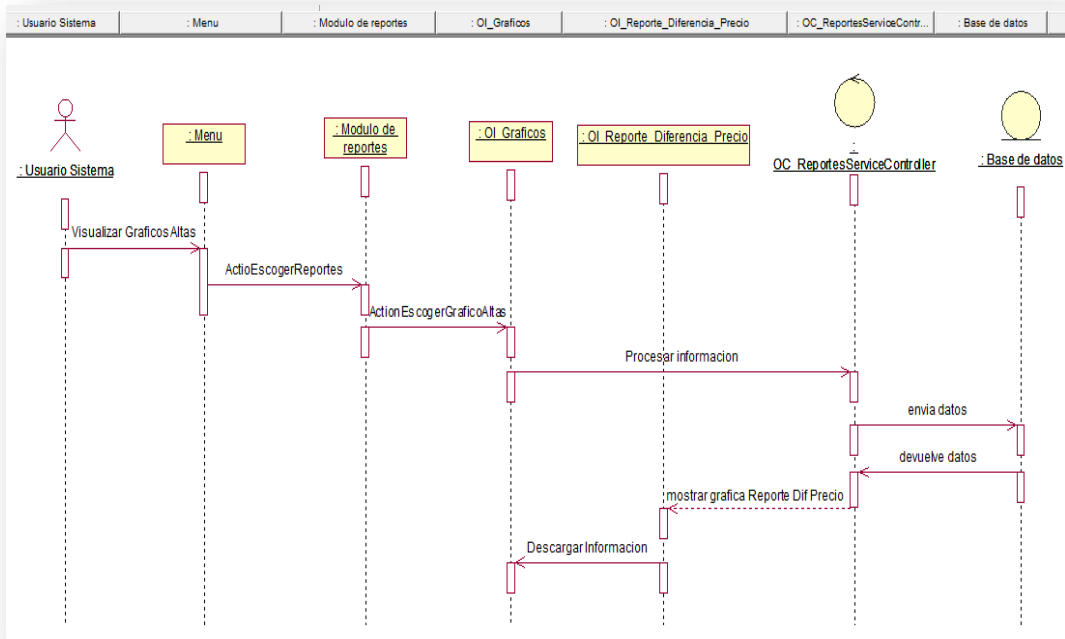 : Usuario Sistema
: Menu
: Modulo de reportes
: OI_Graficos
: OI_Reporte_Diferencia_Precio
: OC_ReportesServiceContr...
: Base de datos
: Usuario Sistema
: Menu
: Modulo de
reportes
: OI_Graficos
: OI_Reporte_Diferencia_Precio
:
OC_ReportesServiceController
: Base de datos
Visualizar Graficos Altas
ActioEscogerReportes
ActionEscogerGraficoAltas
Procesar informacion
envia datos
devuelve datos
mostrar grafica Reporte Dif Precio
Descargar Informacion